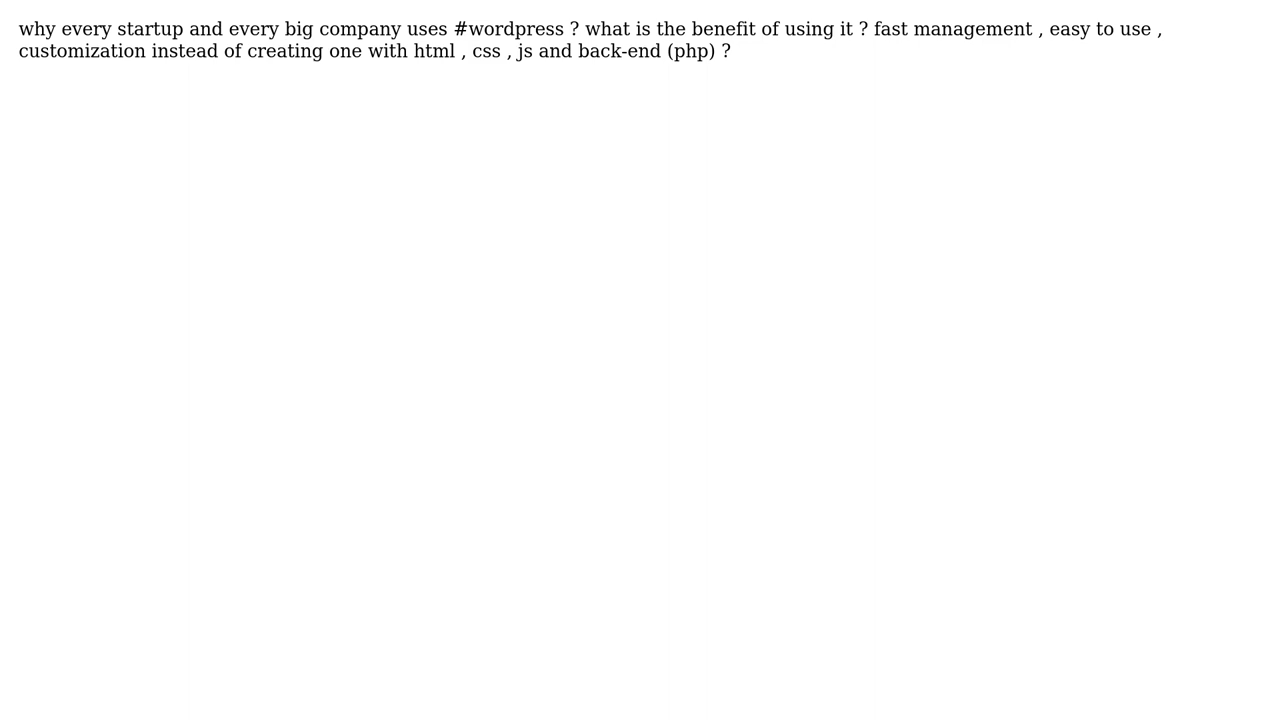 why every startup and every big company uses #wordpress ? what is the benefit of using it ? fast management , easy to use ,
customization instead of creating one with html , css , js and back-end (php) ?